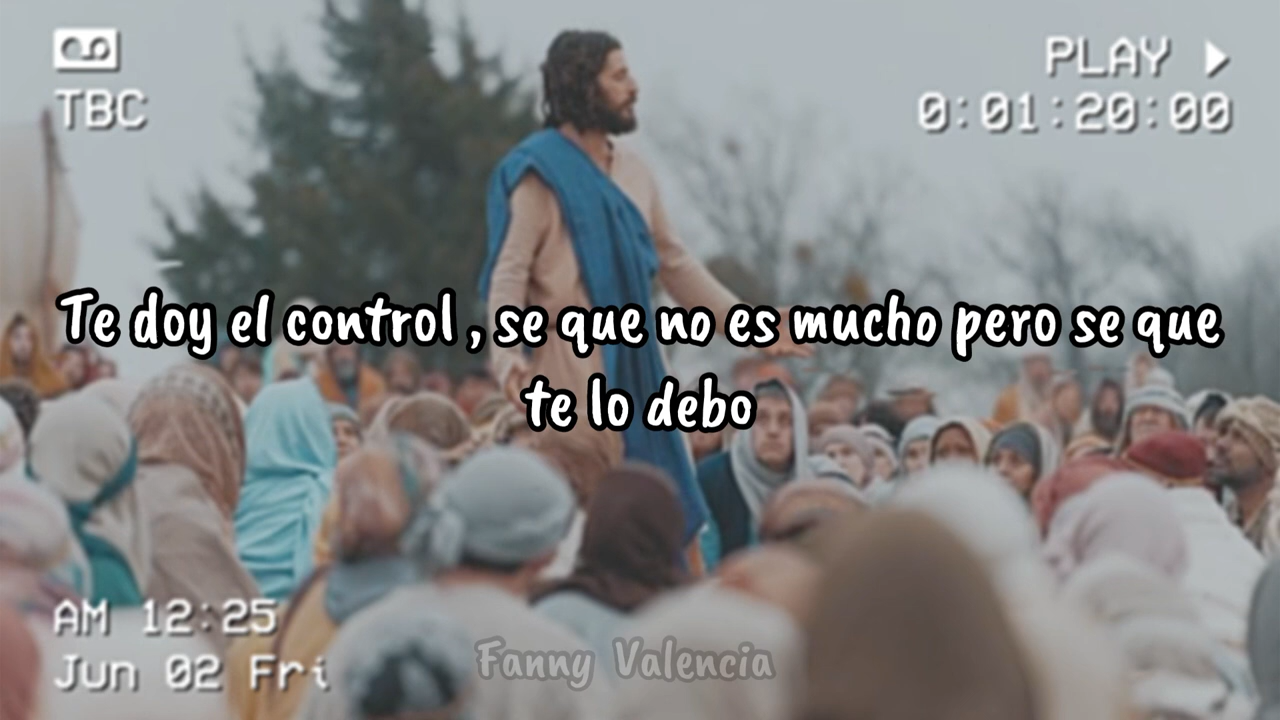 TBC
PLAY
0:01:20:00
Te doy el control , se que no es mucho pero se que
te lo debo
AM 12:25
Jun 02 Fri
Fanny Valencia